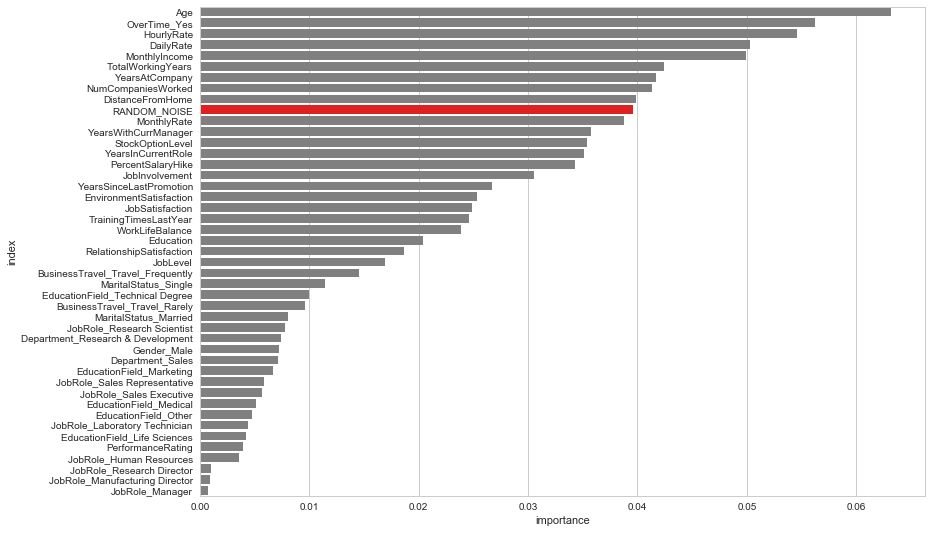 Age
OverTime_Yes
HourlyRate
DailyRate
MonthlyIncome
TotalWorkingYears
YearsAtCompany
NumCompaniesWorked
DistanceFromHome
RANDOM_NOISE
MonthlyRate
YearsWithCurrManager
StockOptionLevel
YearsInCurrentRole
PercentSalaryHike
JobInvolvement
YearsSinceLastPromotion
EnvironmentSatisfaction
JobSatisfaction
TrainingTimesLastYear
WorkLifeBalance
Education
RelationshipSatisfaction
JobLevel
BusinessTravel_Travel_Frequently
MaritalStatus_Single
EducationField_Technical Degree
BusinessTravel_Travel_Rarely
MaritalStatus_Married
JobRole_Research Scientist
Department_Research & Development
Gender_Male
Department_Sales
EducationField_Marketing
JobRole_Sales Representative
JobRole_Sales Executive
EducationField_Medical
EducationField_Other
JobRole_Laboratory Technician
EducationField_Life Sciences
PerformanceRating
JobRole_Human Resources
JobRole_Research Director
JobRole_Manufacturing Director
JobRole_Manager
index
0.00 0.01 0.02 0.03 0.04 0.05 0.06
importance